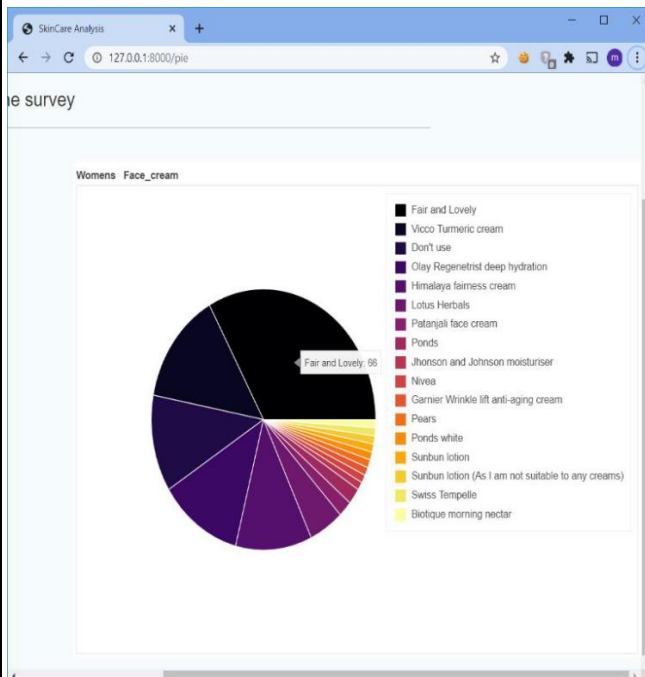 SkinCare Analysis
127.0.0.1:8000/pie
m
he survey
Womens Face_cream
Fair and Lovely
Vicco Turmeric cream
Don't use
Olay Regenetrist deep hydration
Himalaya fairness cream
Lotus Herbals
Patanjali face cream
Ponds
Jhonson and Johnson moisturiser
Nivea
Garnier Wrinkle lift anti-aging cream
Pears
Ponds white
Sunbun lotion
Sunbun lotion (As I am not suitable to any creams)
Swiss Tempelle
Biotique morning nectar
Fair and Lovely: 66